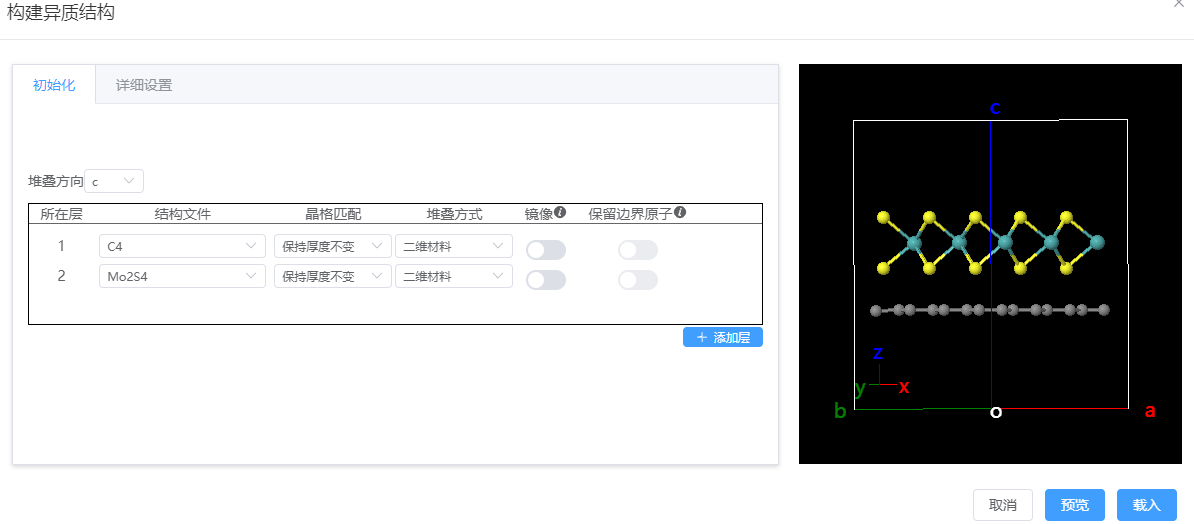 构建异质结构
初始化 详细设置
堆叠方向 c
所在层 结构文件 晶格匹配 堆叠方式 镜像 保留边界原子
1 C4 保持厚度不变 二维材料
2 Mo2S4 保持厚度不变 二维材料
+ 添加层
c
z
y x
b o a
取消 预览 载入